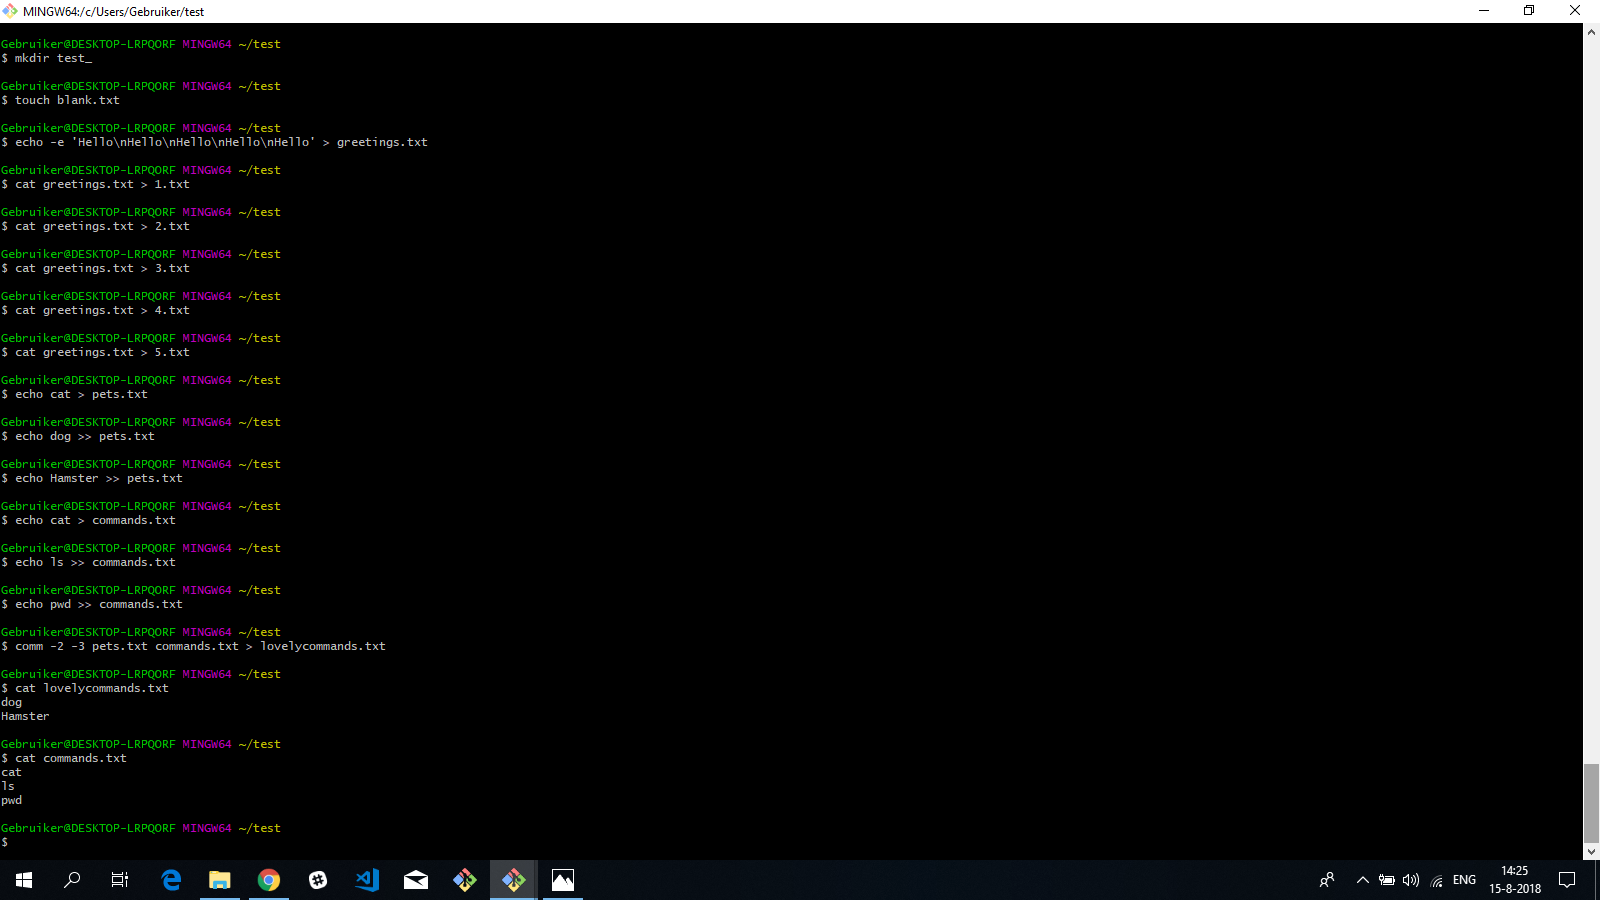 MINGW64:/c/Users/Gebruiker/test
Gebruiker@DESKTOP-LRPQORF MINGW64 ~/test
$ mkdir test_
Gebruiker@DESKTOP-LRPQORF MINGW64 ~/test
$ touch blank.txt
Gebruiker@DESKTOP-LRPQORF MINGW64 ~/test
$ echo -e 'Hello\nHello\nHello\nHello\nHello' > greetings.txt
Gebruiker@DESKTOP-LRPQORF MINGW64 ~/test
$ cat greetings.txt > 1.txt
Gebruiker@DESKTOP-LRPQORF MINGW64 ~/test
$ cat greetings.txt > 2.txt
Gebruiker@DESKTOP-LRPQORF MINGW64 ~/test
$ cat greetings.txt > 3.txt
Gebruiker@DESKTOP-LRPQORF MINGW64 ~/test
$ cat greetings.txt > 4.txt
Gebruiker@DESKTOP-LRPQORF MINGW64 ~/test
$ cat greetings.txt > 5.txt
Gebruiker@DESKTOP-LRPQORF MINGW64 ~/test
$ echo cat > pets.txt
Gebruiker@DESKTOP-LRPQORF MINGW64 ~/test
$ echo dog >> pets.txt
Gebruiker@DESKTOP-LRPQORF MINGW64 ~/test
$ echo Hamster >> pets.txt
Gebruiker@DESKTOP-LRPQORF MINGW64 ~/test
$ echo cat > commands.txt
Gebruiker@DESKTOP-LRPQORF MINGW64 ~/test
$ echo ls >> commands.txt
Gebruiker@DESKTOP-LRPQORF MINGW64 ~/test
$ echo pwd >> commands.txt
Gebruiker@DESKTOP-LRPQORF MINGW64 ~/test
$ comm -2 -3 pets.txt commands.txt > lovelycommands.txt
Gebruiker@DESKTOP-LRPQORF MINGW64 ~/test
$ cat lovelycommands.txt
dog
Hamster
Gebruiker@DESKTOP-LRPQORF MINGW64 ~/test
$ cat commands.txt
cat
ls
pwd
Gebruiker@DESKTOP-LRPQORF MINGW64 ~/test
$
ENG
14:25
15-8-2018